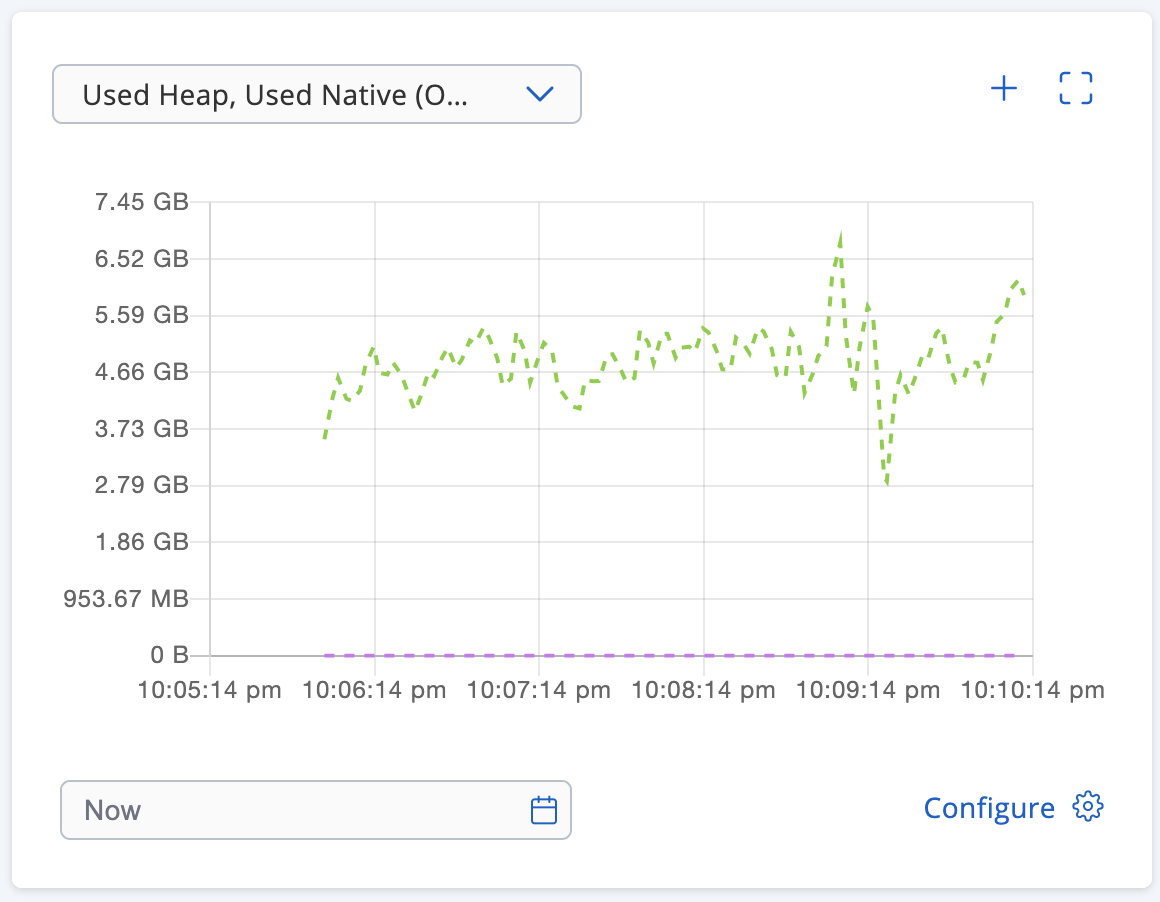 Used Heap, Used Native (O...
7.45 GB
6.52 GB
5.59 GB
4.66 GB
3.73 GB
2.79 GB
1.86 GB
953.67 MB
0 B
10:05:14 pm 10:06:14 pm 10:07:14 pm 10:08:14 pm 10:09:14 pm 10:10:14 pm
Now
Configure